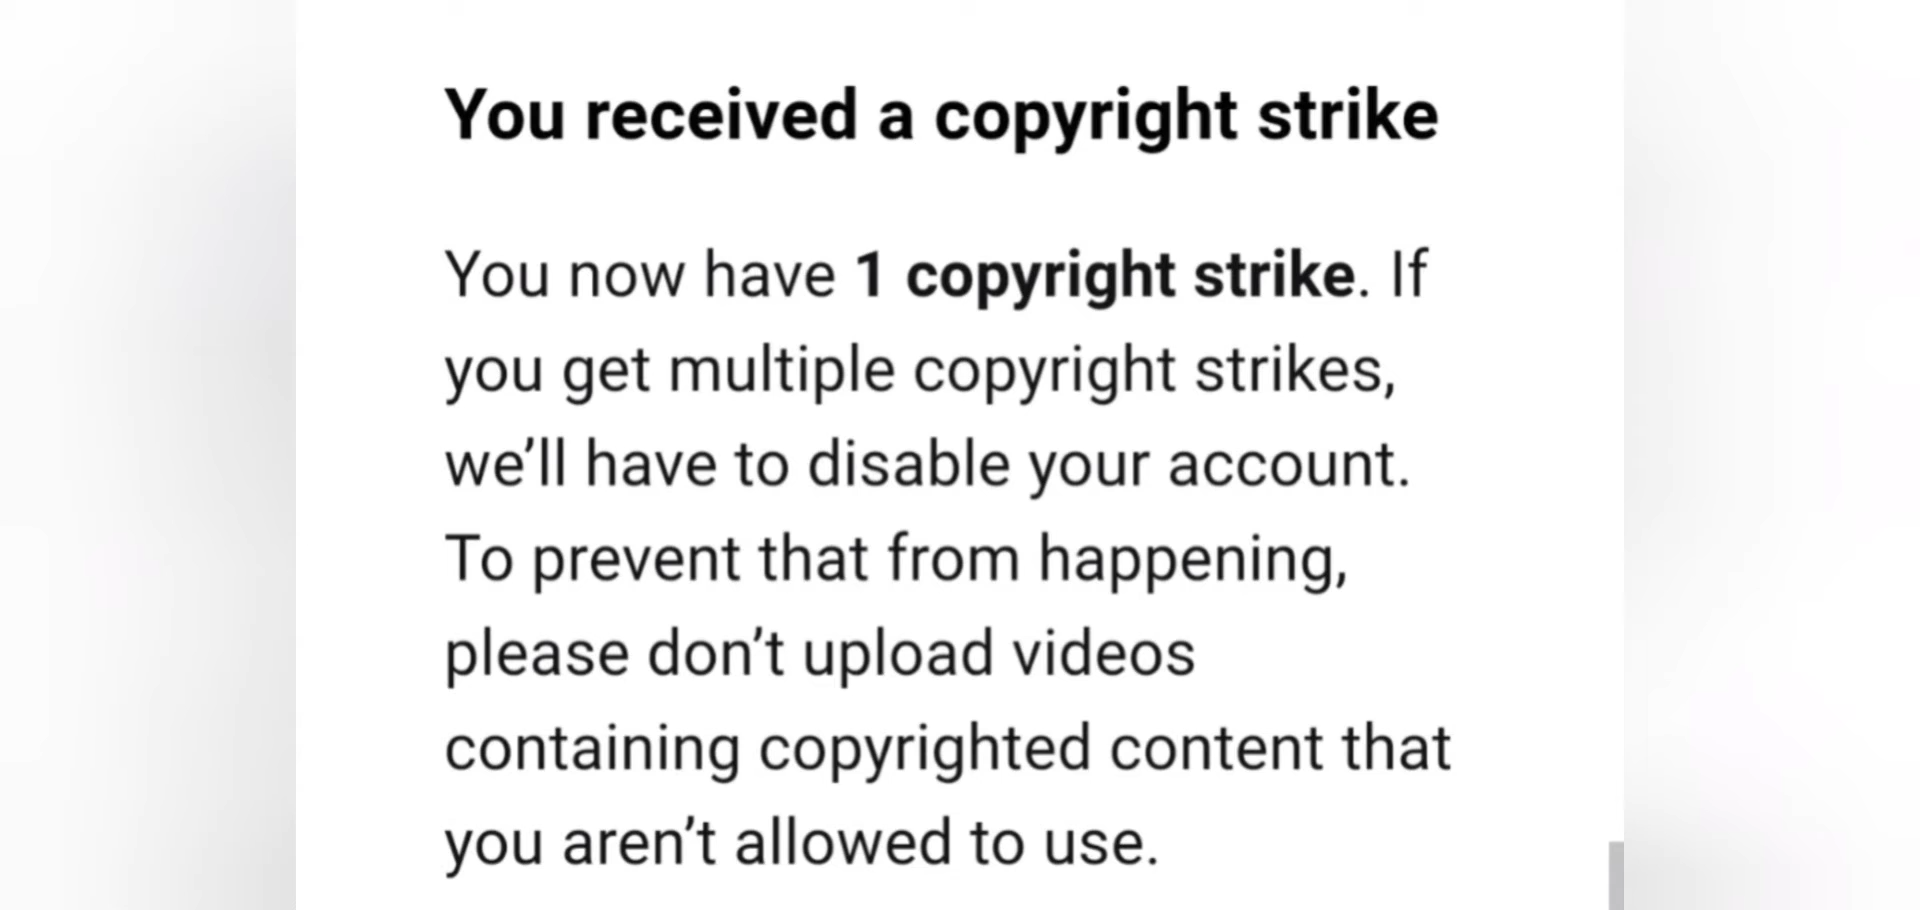 You received a copyright strike
You now have 1 copyright strike. If
you get multiple copyright strikes,
we’ll have to disable your account.
To prevent that from happening,
please don’t upload videos
containing copyrighted content that
you aren’t allowed to use.